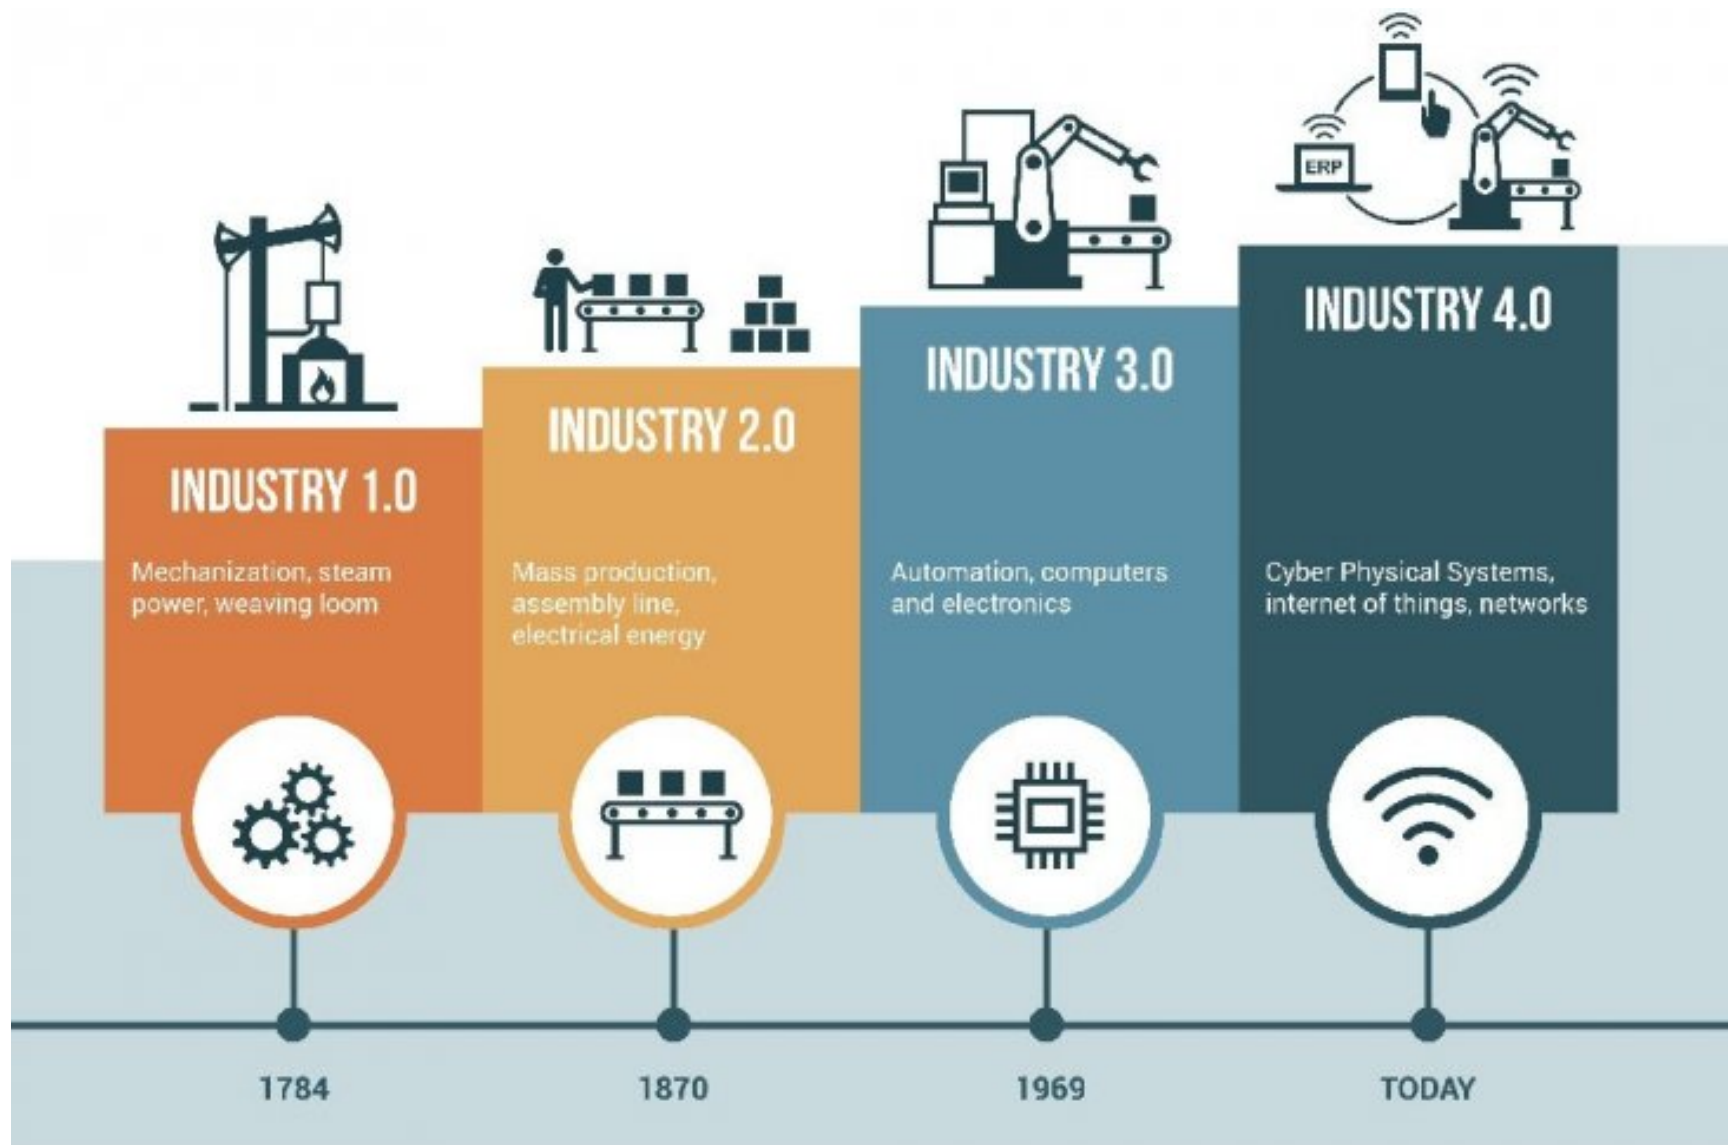 ERP
INDUSTRY 1.0
Mechanization, steam
power, weaving loom
INDUSTRY 2.0
Mass production,
assembly line,
electrical energy
INDUSTRY 3.0
Automation, computers
and electronics
INDUSTRY 4.0
Cyber Physical Systems,
internet of things, networks
1784
1870
1969
TODAY